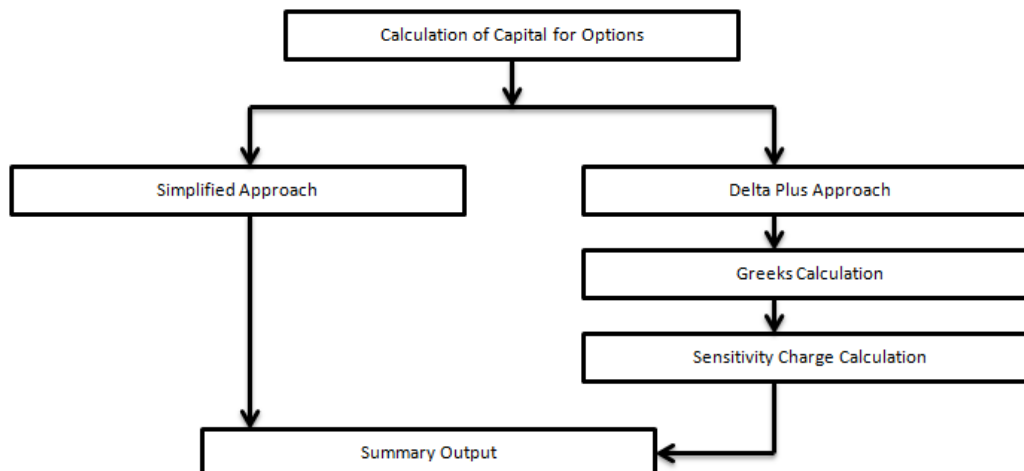 Calculation of Capital for Options
Simplified Approach
Delta Plus Approach
Greeks Calculation
Sensitivity Charge Calculation
Summary Output